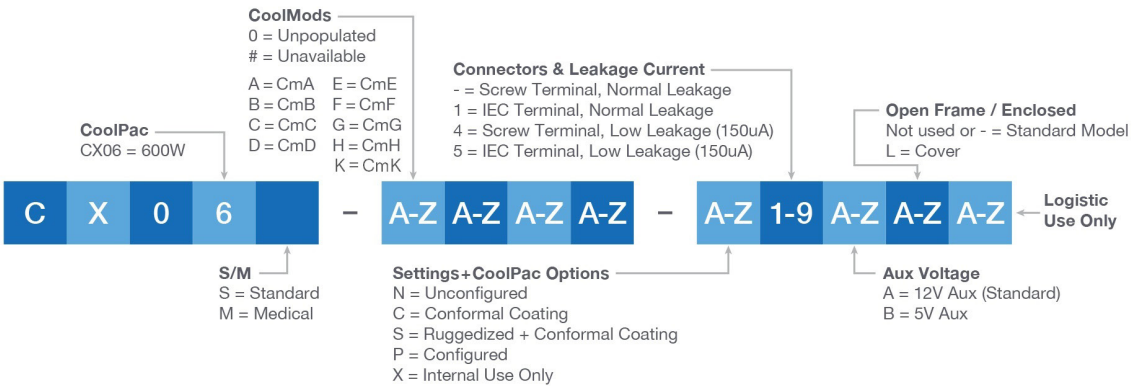 CoolMods
0 = Unpopulated
# = Unavailable
A = CmA E = CmE
B = CmB F = CmF
C = CmC G = CmG
D = CmD H = CmH
K = CmK
Connectors & Leakage Current
- = Screw Terminal, Normal Leakage
1 = IEC Terminal, Normal Leakage
4 = Screw Terminal, Low Leakage (150uA)
5 = IEC Terminal, Low Leakage (150uA)
Open Frame / Enclosed
Not used or - = Standard Model
L = Cover
CoolPac
CX06 = 600W
C X 0 6 - A-Z A-Z A-Z A-Z - A-Z 1-9 A-Z A-Z A-Z
Logistic
Use Only
S/M
S = Standard
M = Medical
Settings+CoolPac Options
N = Unconfigured
C = Conformal Coating
S = Ruggedized + Conformal Coating
P = Configured
X = Internal Use Only
Aux Voltage
A = 12V Aux (Standard)
B = 5V Aux